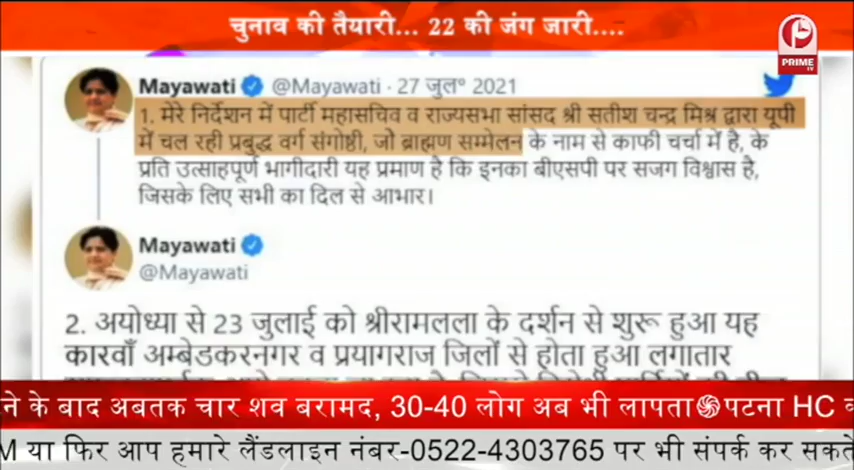 चुनाव की तैयारी... 22 की जंग जारी....
PRIME
TV
Mayawati @Mayawati · 27 जुल॰ 2021
1. मेरे निर्देशन में पार्टी महासचिव व राज्यसभा सांसद श्री सतीश चन्द्र मिश्र द्वारा यूपी
में चल रही प्रबुद्ध वर्ग संगोष्ठी, जो ब्राह्मण सम्मेलन के नाम से काफी चर्चा में है, के
प्रति उत्साहपूर्ण भागीदारी यह प्रमाण है कि इनका बीएसपी पर सजग विश्वास है,
जिसके लिए सभी का दिल से आभार।
Mayawati
@Mayawati
2. अयोध्या से 23 जुलाई को श्रीरामलला के दर्शन से शुरू हुआ यह
कारवाँ अम्बेडकरनगर व प्रयागराज जिलों से होता हुआ लगातार
ने के बाद अबतक चार शव बरामद, 30-40 लोग अब भी लापता पटना HC
M या फिर आप हमारे लैंडलाइन नंबर-0522-4303765 पर भी संपर्क कर सकते